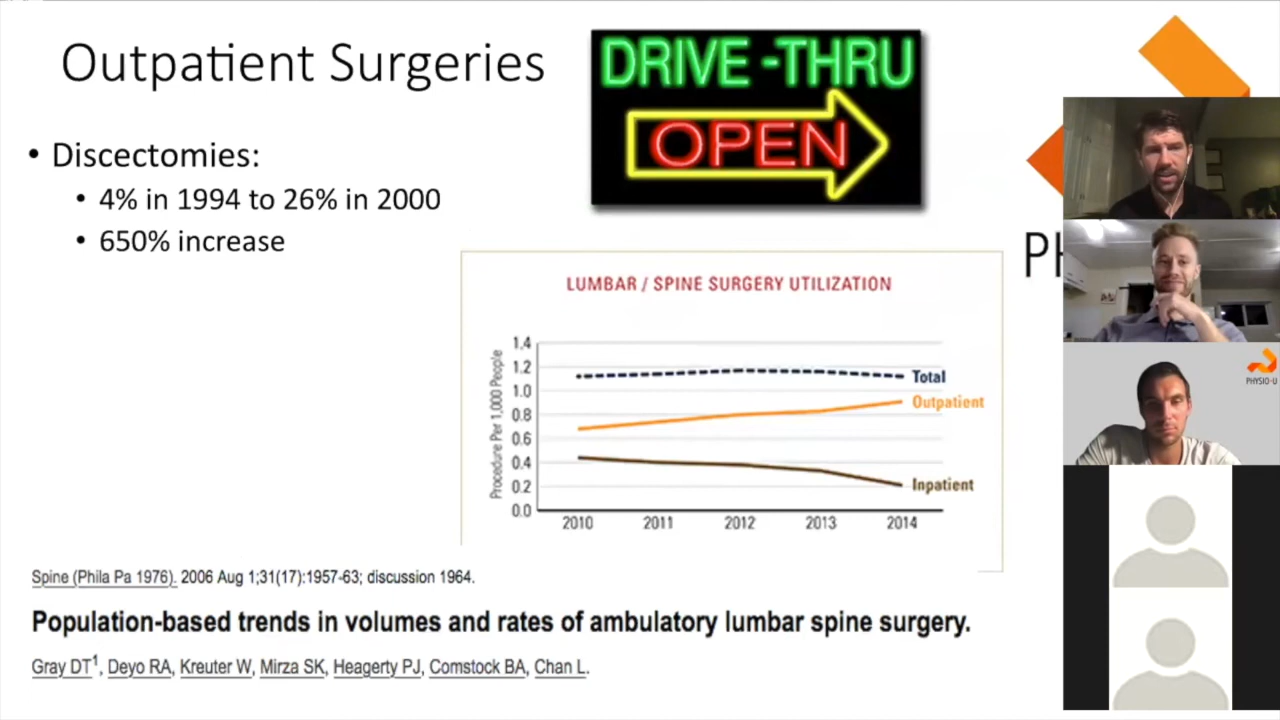 Outpatient Surgeries
DRIVE-THRU
OPEN
• Discectomies:
• 4% in 1994 to 26% in 2000
• 650% increase
PH
PHYSIO-U
LUMBAR / SPINE SURGERY UTILIZATION
Procedure Per 1,000 People
1.4
1.2
1.0
0.8
0.6
0.4
0.2
0.0
Total
Outpatient
Inpatient
2010 2011 2012 2013 2014
Spine (Phila Pa 1976). 2006 Aug 1;31(17):1957-63; discussion 1964.
Population-based trends in volumes and rates of ambulatory lumbar spine surgery.
Gray DT1, Deyo RA, Kreuter W, Mirza SK, Heagerty PJ, Comstock BA, Chan L.